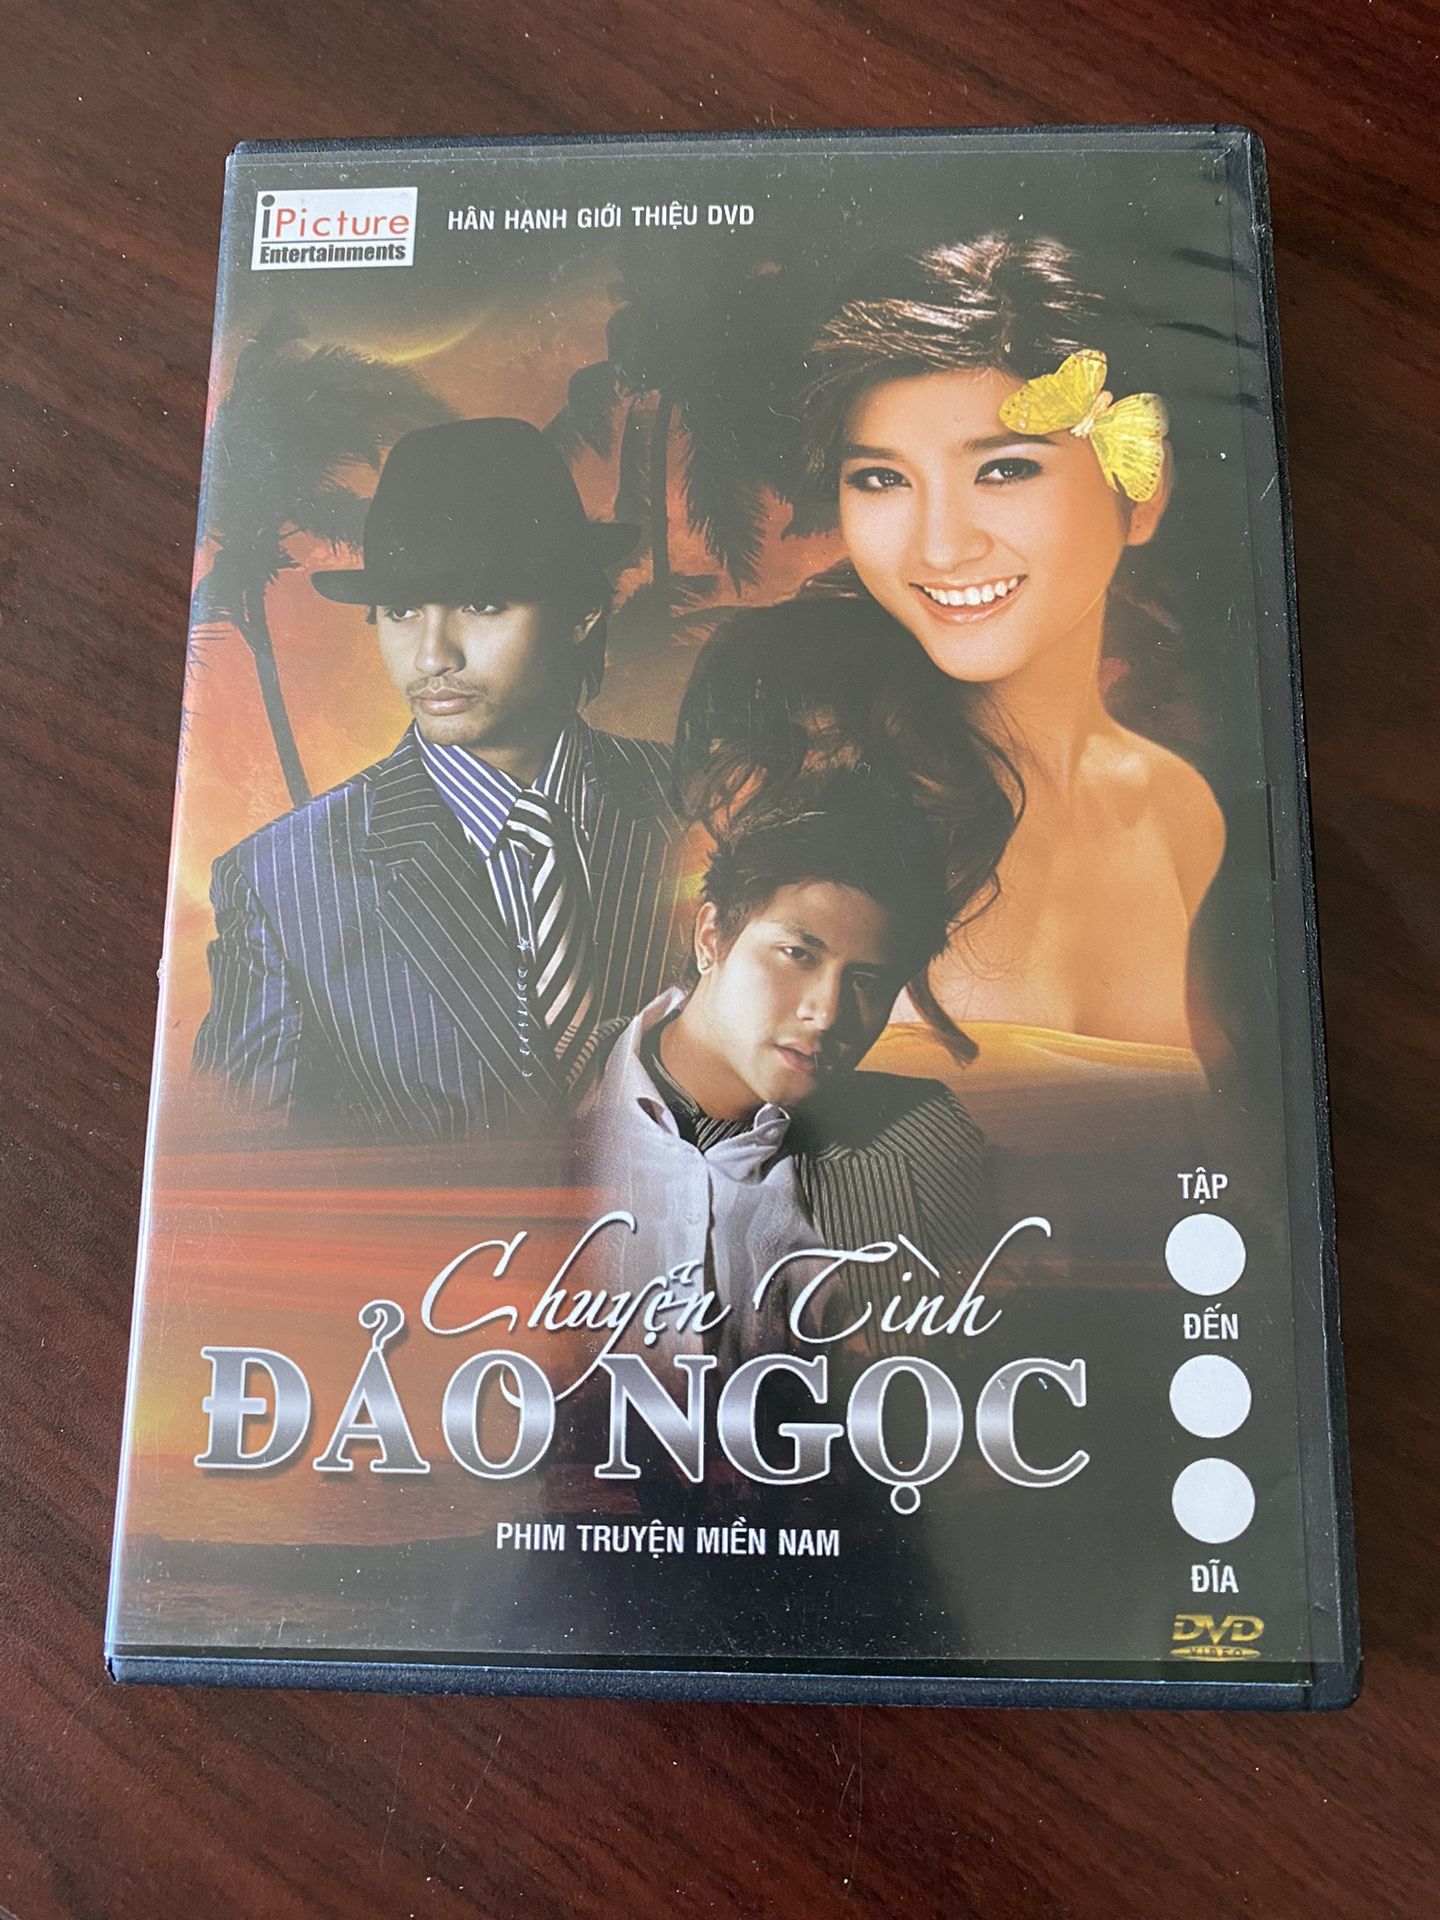 iPicture
Entertainments
HÂN HẠNH GIỚI THIỆU DVD
Chuyện Tình
ĐẢO NGỌC
PHIM TRUYỆN MIỀN NAM
TẬP
ĐẾN
ĐĨA
DVD
VIDEO